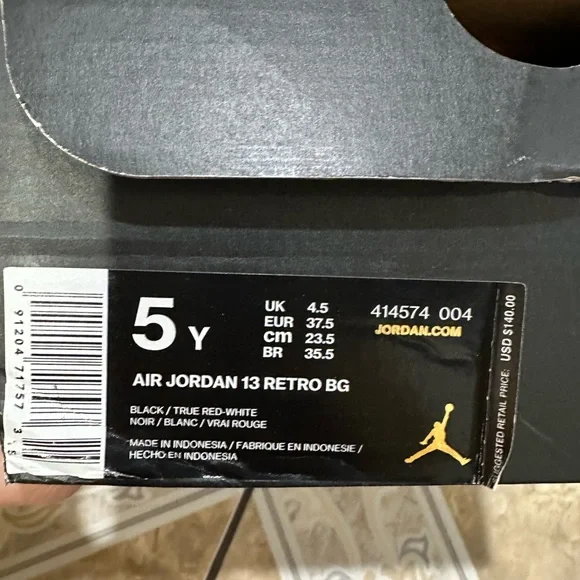 5 Y
UK 4.5
EUR 37.5
cm 23.5
BR 35.5
414574 004
JORDAN.COM
AIR JORDAN 13 RETRO BG
BLACK / TRUE RED-WHITE
NOIR / BLANC / VRAI ROUGE
MADE IN INDONESIA / FABRIQUE EN INDONESIE /
HECHO EN INDONESIA
0 91204 71757 3
SUGGESTED RETAIL PRICE: USD $140.00